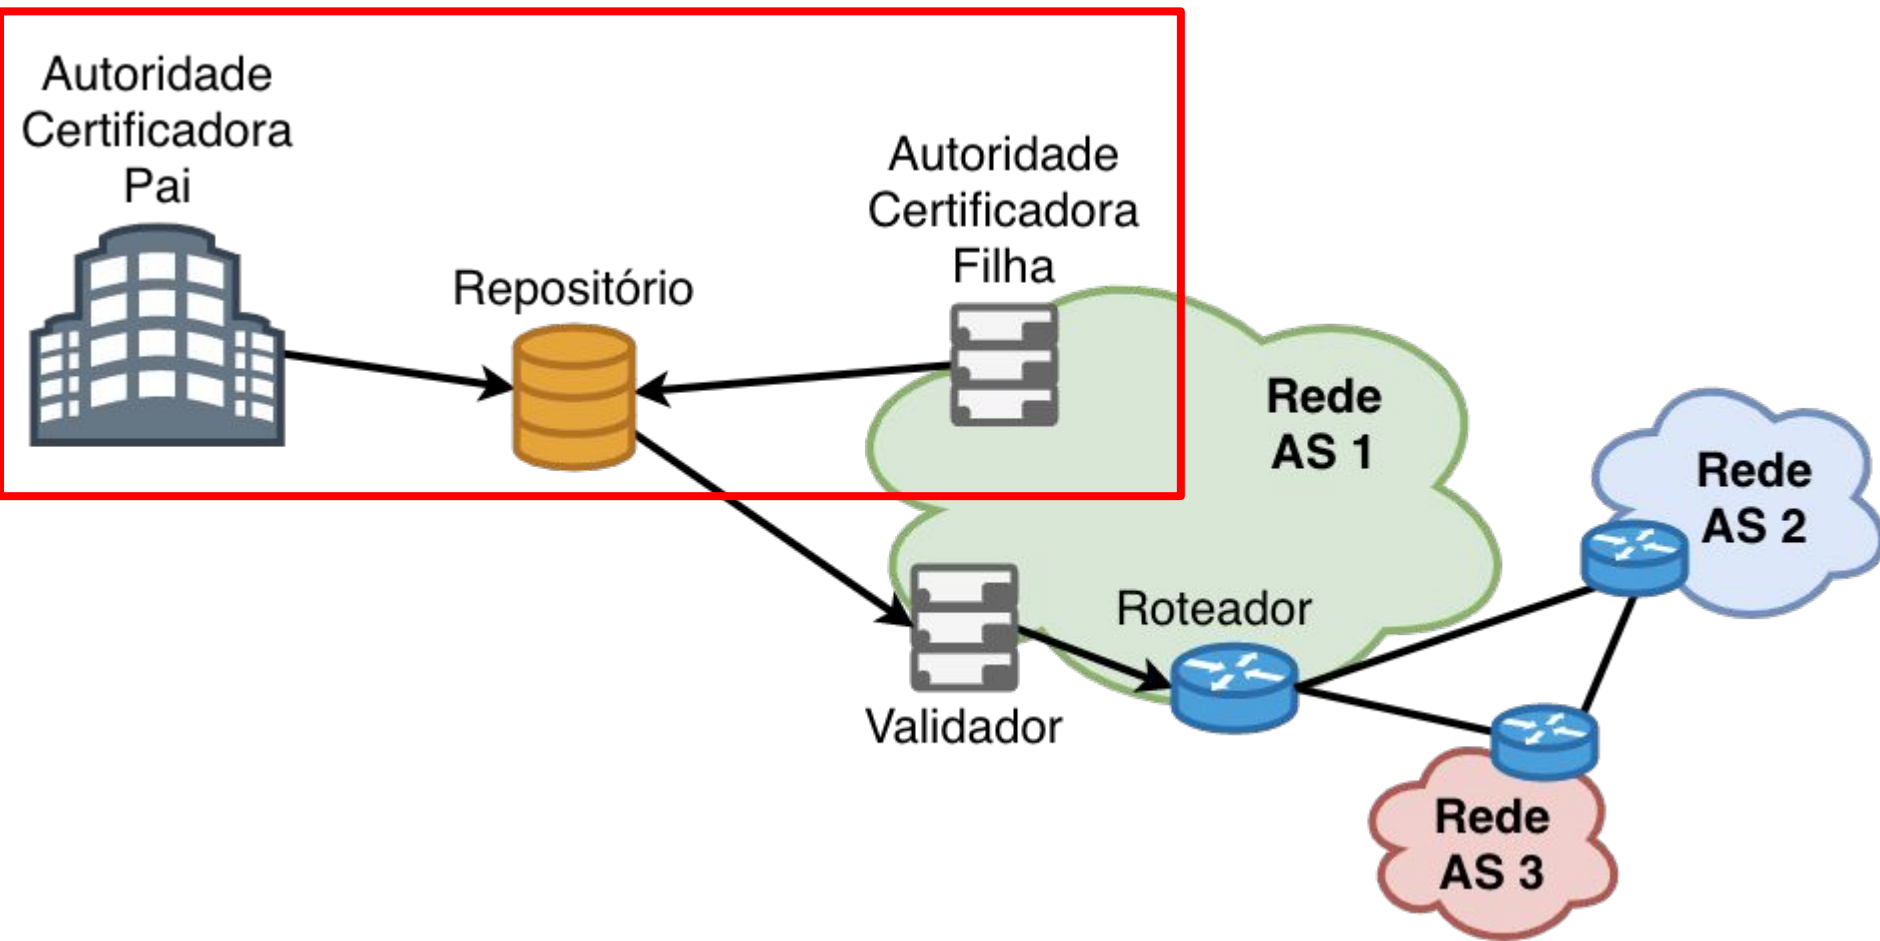 Autoridade
Certificadora
Pai
Autoridade
Certificadora
Filha
Repositório
Rede
AS 1
Rede
AS 2
Roteador
Validador
Rede
AS 3